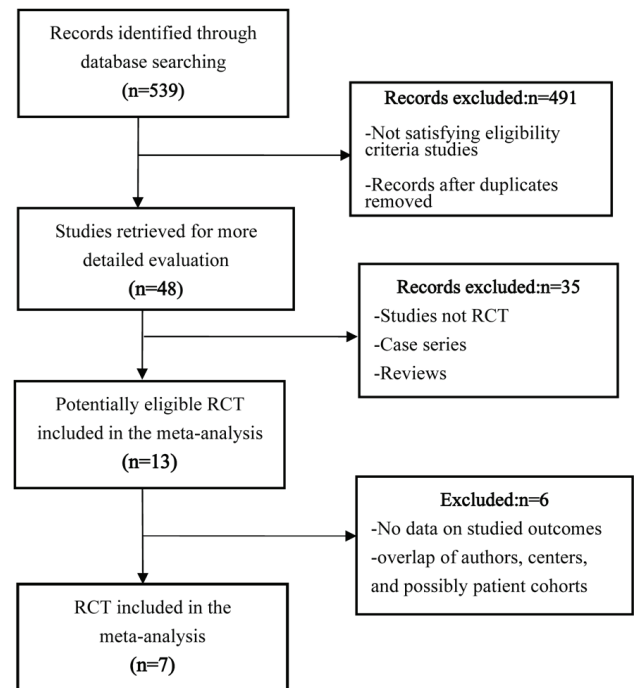 Records identified through
database searching
(n=539)
Records excluded:n=491
-Not satisfying eligibility
criteria studies
-Records after duplicates
removed
Studies retrieved for more
detailed evaluation
(n=48)
Records excluded:n=35
-Studies not RCT
-Case series
-Reviews
Potentially eligible RCT
included in the meta-analysis
(n=13)
Excluded:n=6
-No data on studied outcomes
-overlap of authors, centers,
and possibly patient cohorts
RCT included in the
meta-analysis
(n=7)